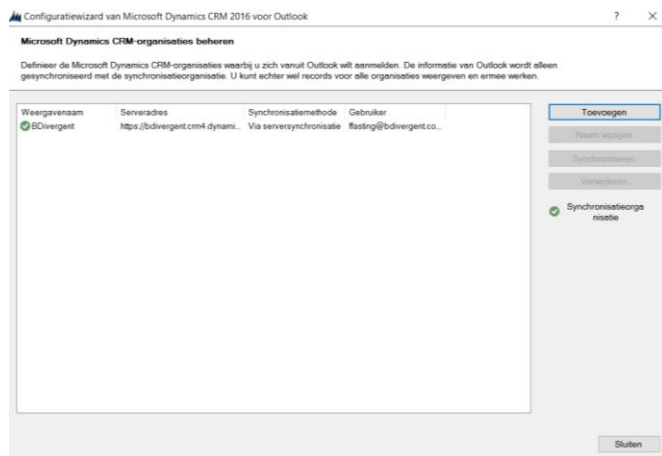 Configuratiewizard van Microsoft Dynamics CRM 2016 voor Outlook
Microsoft Dynamics CRM-organisaties beheren
Definieer de Microsoft Dynamics CRM-organisaties waarbij u zich vanuit Outlook wilt aanmelden. De informatie van Outlook wordt alleen
gesynchroniseerd met de synchronisatieorganisatie. U kunt echter wel records voor alle organisaties weergeven en ermee werken.
Weergavenaam Serveradres Synchronisatiemethode Gebruiker
BDivergent https://bdivergent.crm4.dynami... Via serversynchronisatie ffasting@bdivergent.co...
Toevoegen
Naam wijzigen
Synchroniseren
Verwijderen
Synchronisatieorga
nisatie
Sluiten